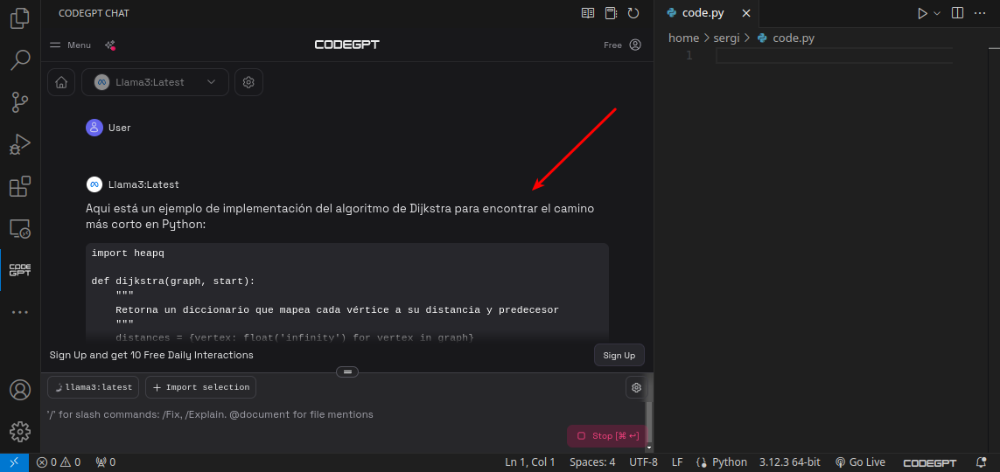 CODEGPT CHAT
code.py
Menu
CODEGPT
Free
home > sergi > code.py
1
Llama3:Latest
User
Llama3:Latest
Aqui está un ejemplo de implementación del algoritmo de Dijkstra para encontrar el camino
más corto en Python:
import heapq
def dijkstra(graph, start):
"""
Retorna un diccionario que mapea cada vértice a su distancia y predecesor
"""
distances = {vertex: float('infinity') for vertex in graph}
CODE
GPT
Sign Up and get 10 Free Daily Interactions
Sign Up
llama3:latest
+ Import selection
'/' for slash commands: /Fix, /Explain. @document for file mentions
Stop [⌘ ↵]
0 0 0
Ln 1, Col 1
Spaces: 4
UTF-8
LF
Python
3.12.3 64-bit
Go Live
CODEGPT